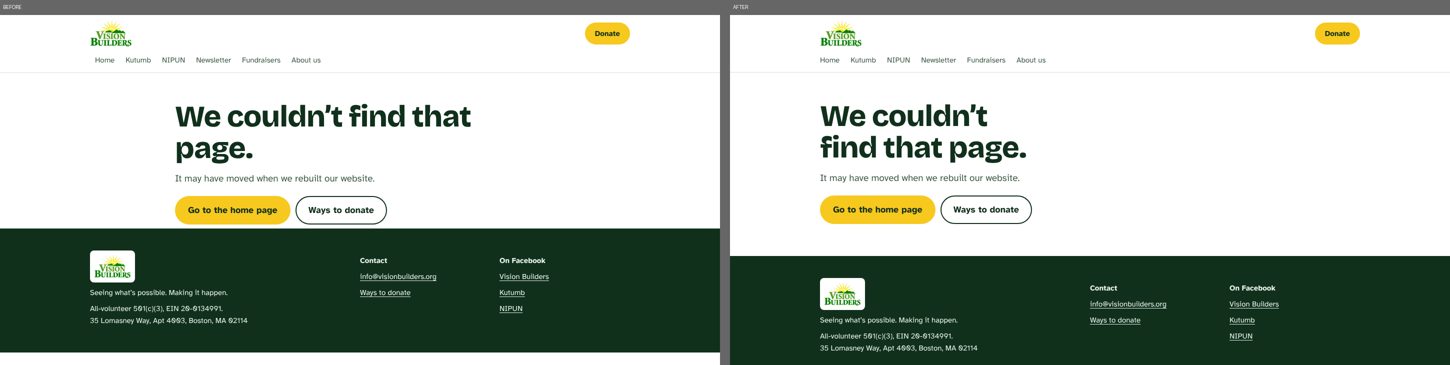 BEFORE
VISION
BUILDERS
Donate
Home Kutumb NIPUN Newsletter Fundraisers About us
We couldn’t find that
page.
It may have moved when we rebuilt our website.
Go to the home page Ways to donate
VISION
BUILDERS
Seeing what’s possible. Making it happen.
All-volunteer 501(c)(3), EIN 20-0134991.
35 Lomasney Way, Apt 4003, Boston, MA 02114
Contact
info@visionbuilders.org
Ways to donate
On Facebook
Vision Builders
Kutumb
NIPUN
AFTER
VISION
BUILDERS
Donate
Home Kutumb NIPUN Newsletter Fundraisers About us
We couldn’t
find that page.
It may have moved when we rebuilt our website.
Go to the home page Ways to donate
VISION
BUILDERS
Seeing what’s possible. Making it happen.
All-volunteer 501(c)(3), EIN 20-0134991.
35 Lomasney Way, Apt 4003, Boston, MA 02114
Contact
info@visionbuilders.org
Ways to donate
On Facebook
Vision Builders
Kutumb
NIPUN